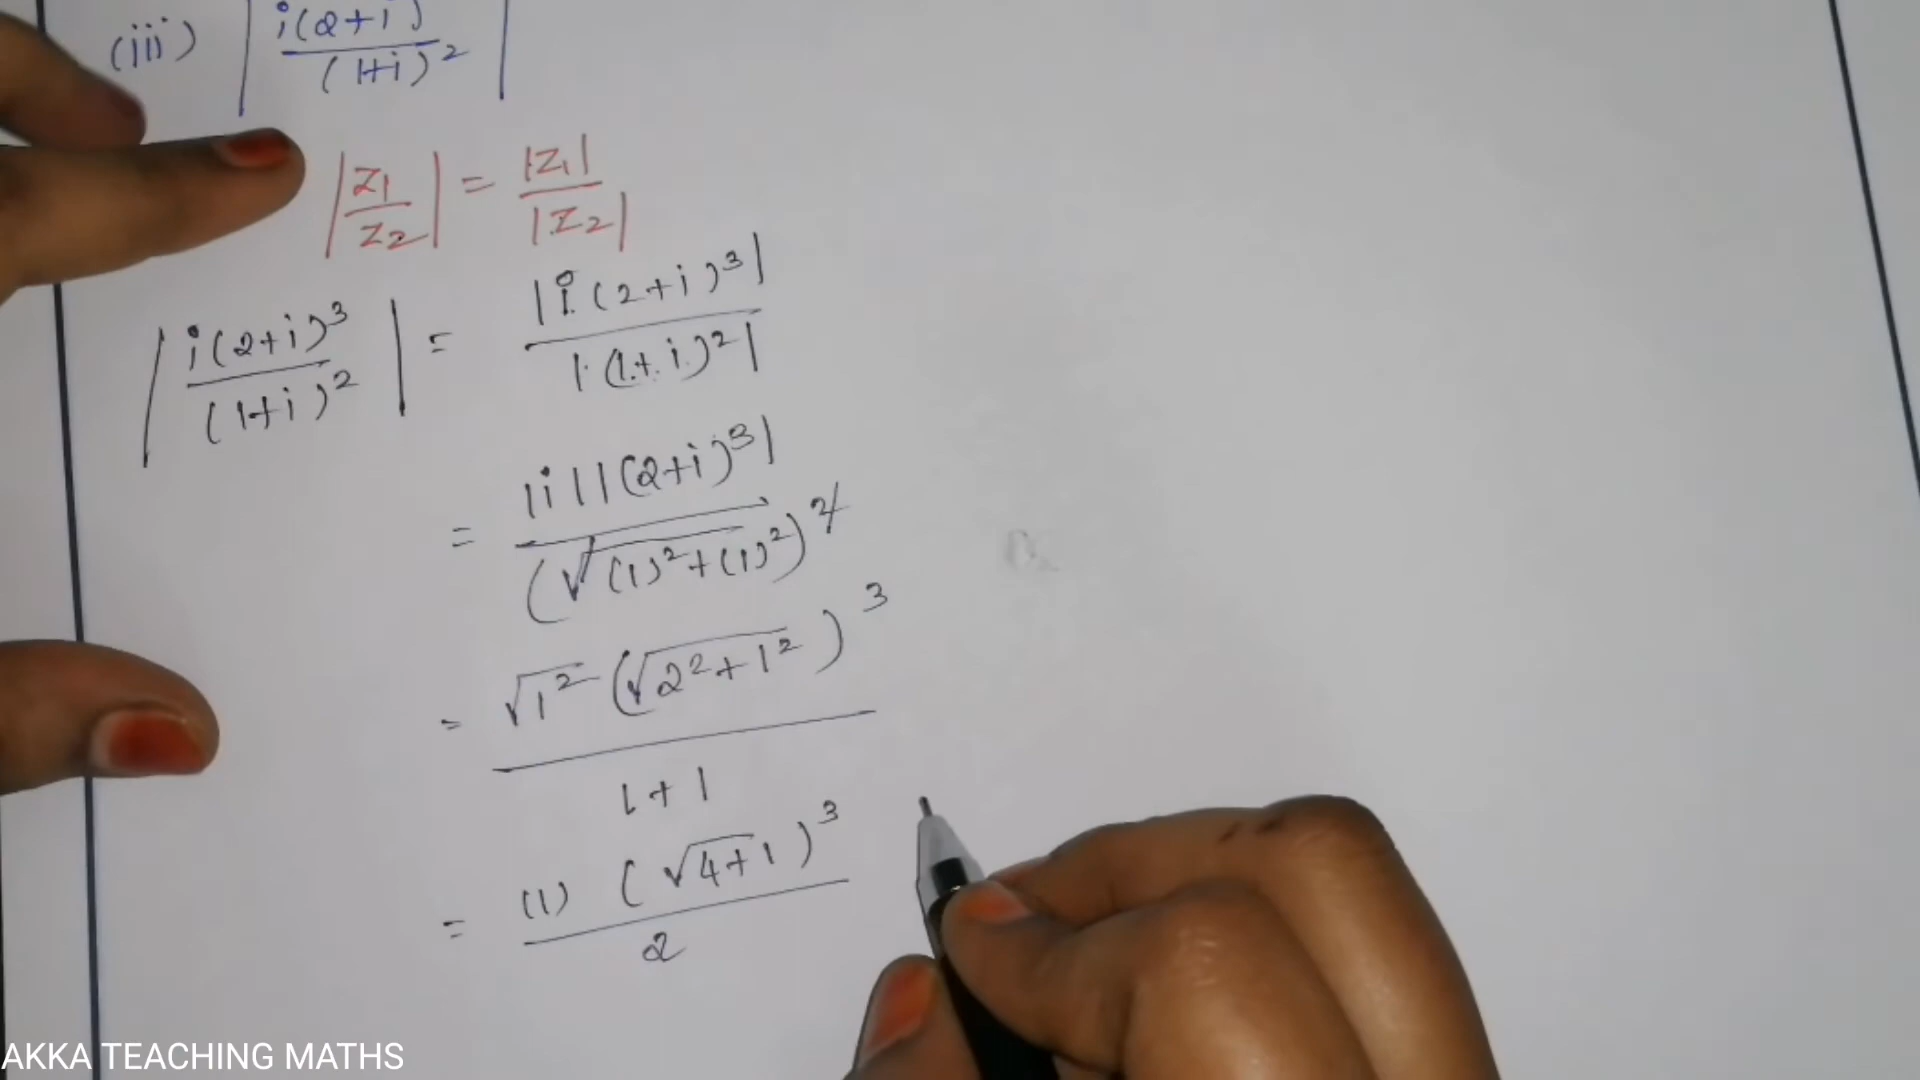 (iii) | i(2+i) / (1+i)² |
| z₁ / z₂ | = |z₁| / |z₂|
| i(2+i)³ / (1+i)² | = |i(2+i)³| / |(1+i)²|
= |i||(2+i)³| / (√((1)²+(1)²))²
= √1² (√(2²+1²))³ / 1+1
= (1) (√4+1)³ / 2
AKKA TEACHING MATHS